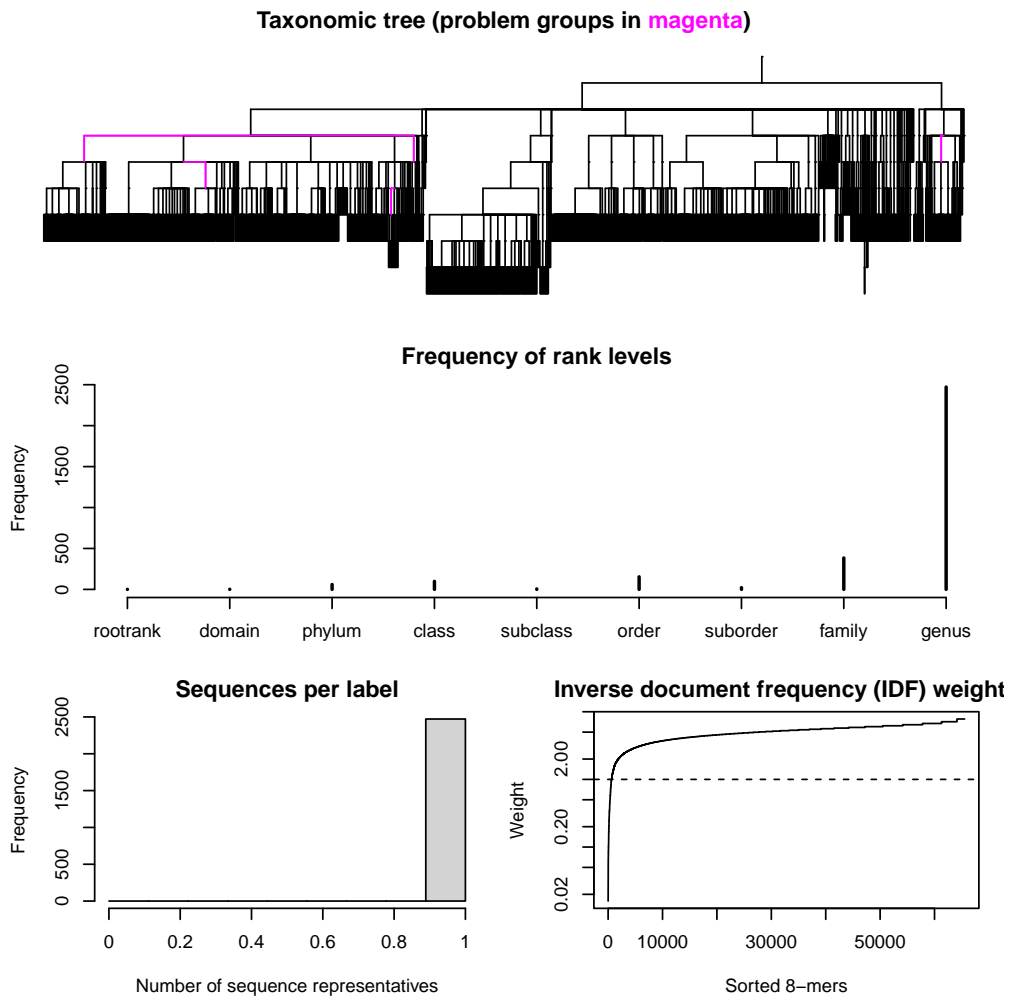 Taxonomic tree (problem groups in magenta)
Frequency of rank levels
Frequency
2500
1500
500
0
rootrank domain phylum class subclass order suborder family genus
Sequences per label
Frequency
2500
1500
500
0
0 0.2 0.4 0.6 0.8 1
Number of sequence representatives
Inverse document frequency (IDF) weight
Weight
2.00
0.20
0.02
0 10000 30000 50000
Sorted 8−mers